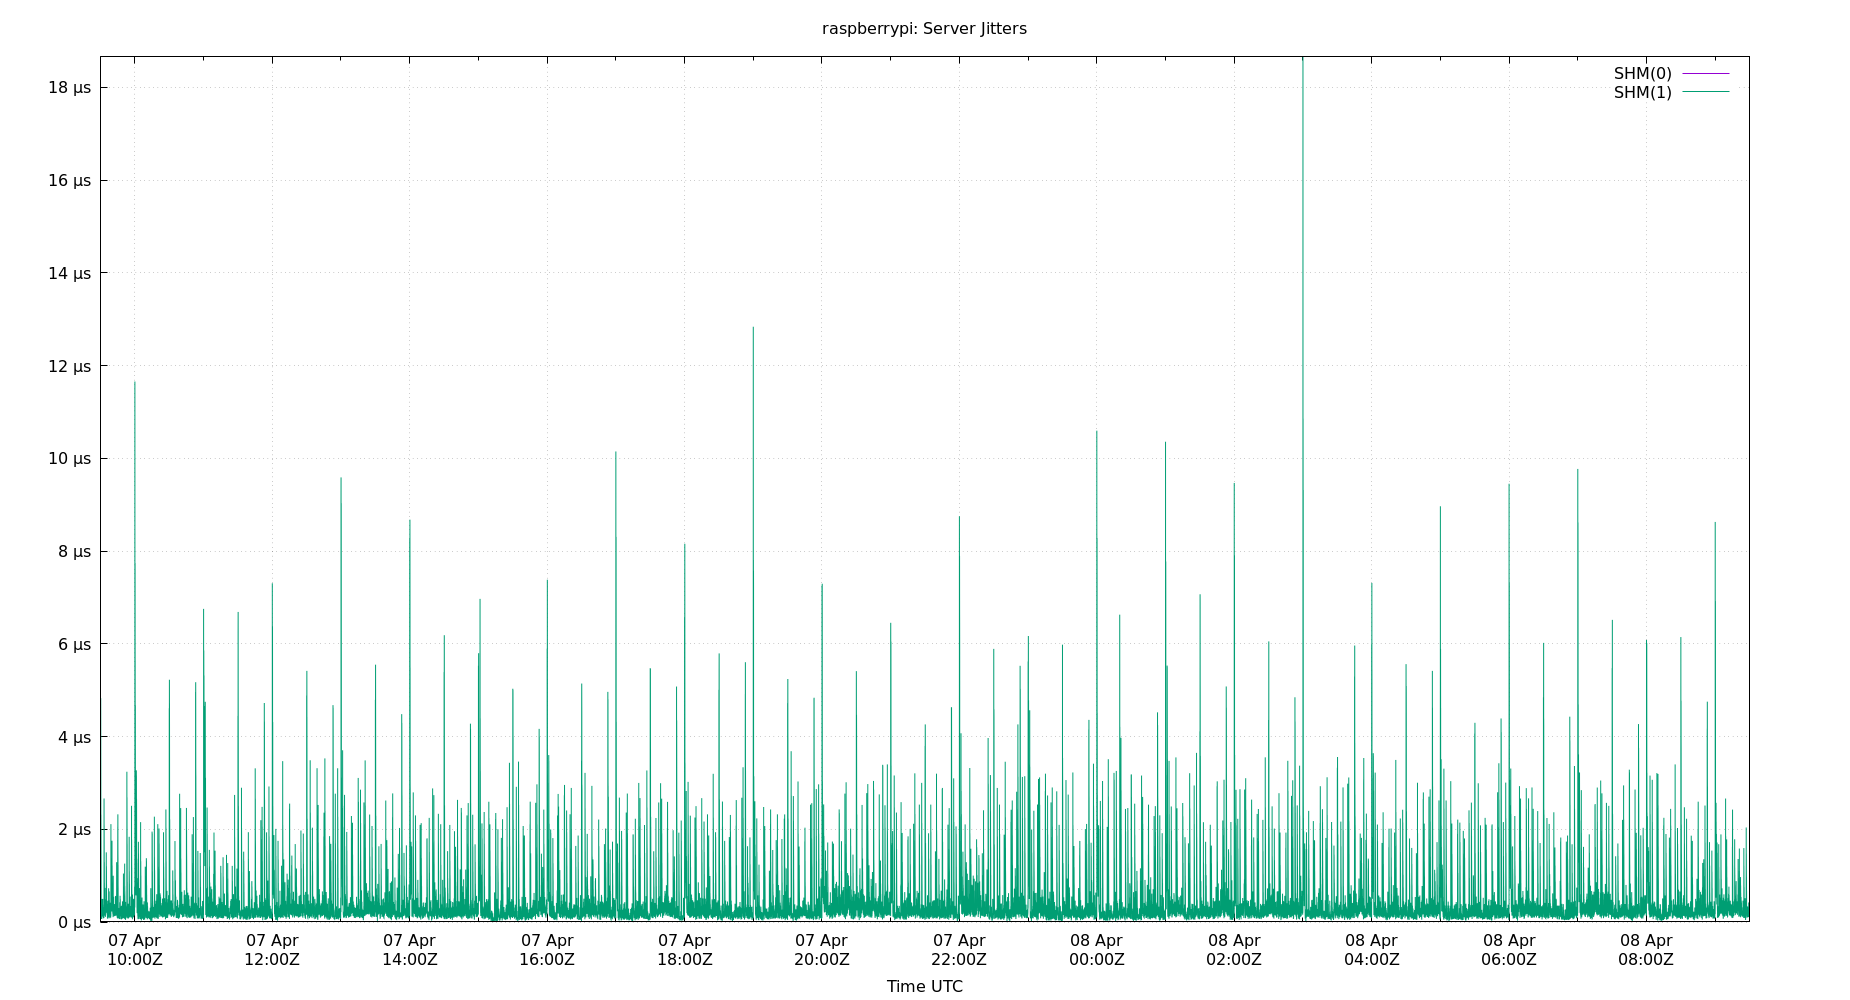 raspberrypi: Server Jitters
SHM(0)
SHM(1)
18 µs
16 µs
14 µs
12 µs
10 µs
8 µs
6 µs
4 µs
2 µs
0 µs
07 Apr 07 Apr 07 Apr 07 Apr 07 Apr 07 Apr 07 Apr 08 Apr 08 Apr 08 Apr 08 Apr 08 Apr
10:00Z 12:00Z 14:00Z 16:00Z 18:00Z 20:00Z 22:00Z 00:00Z 02:00Z 04:00Z 06:00Z 08:00Z
Time UTC